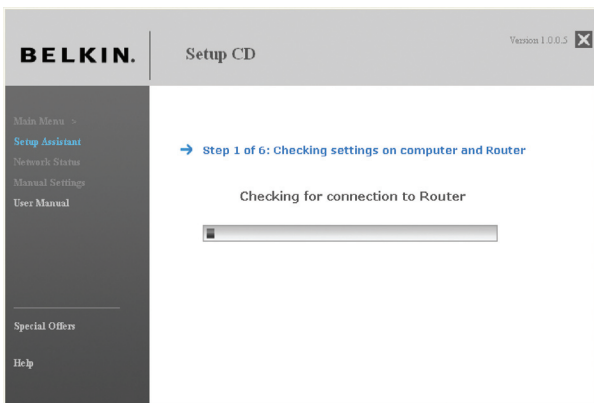 BELKIN.
Setup CD
Version 1.0.0.5
Main Menu >
Setup Assistant
Network Status
Manual Settings
User Manual
Special Offers
Help
Step 1 of 6: Checking settings on computer and Router
Checking for connection to Router